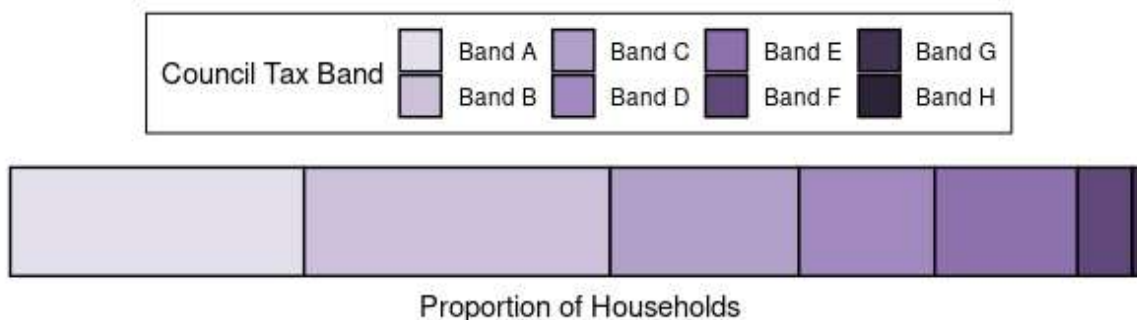 Council Tax Band
Band A
Band B
Band C
Band D
Band E
Band F
Band G
Band H
Proportion of Households